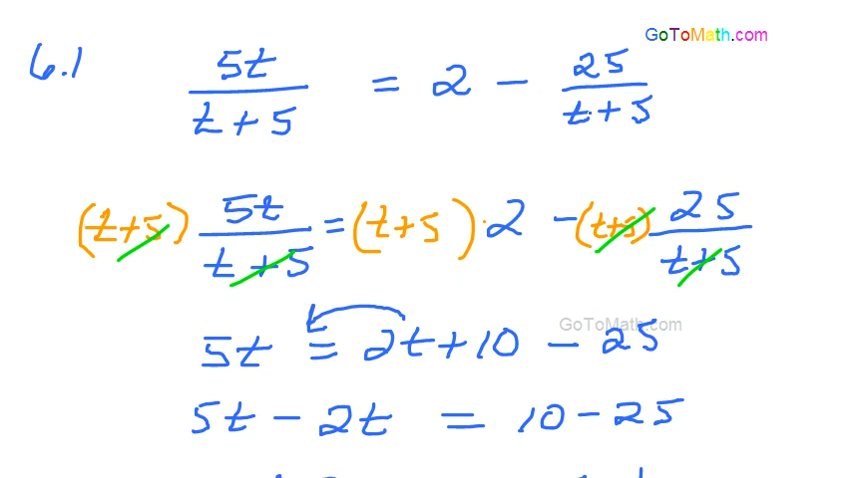 GoToMath.com
6.1 5t/(t+5) = 2 - 25/(t+5)
(t+5) 5t/(t+5) = (t+5) · 2 - (t+5) 25/(t+5)
GoToMath.com
5t = 2t+10 - 25
5t - 2t = 10 - 25